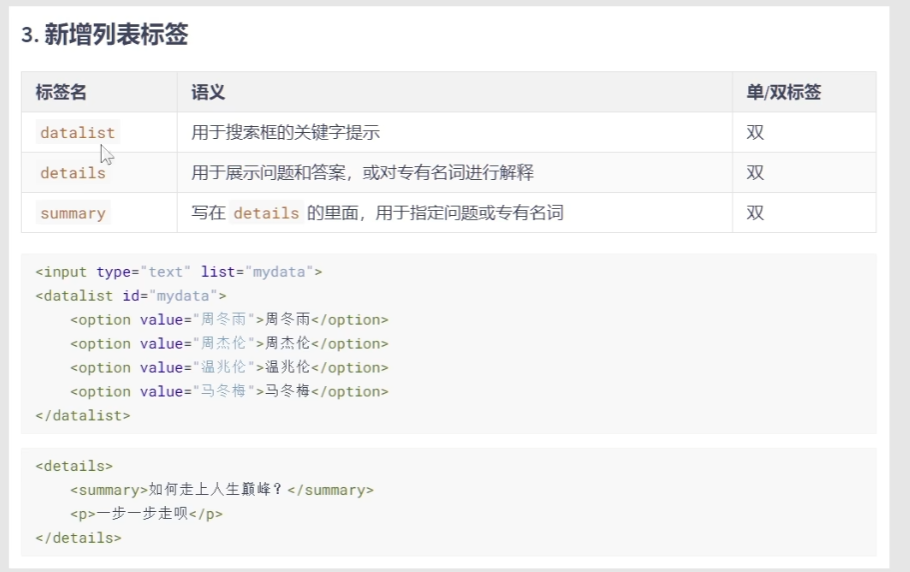 3. 新增列表标签
标签名 语义 单/双标签
datalist 用于搜索框的关键字提示 双
details 用于展示问题和答案，或对专有名词进行解释 双
summary 写在 details 的里面，用于指定问题或专有名词 双
<input type="text" list="mydata">
<datalist id="mydata">
<option value="周冬雨">周冬雨</option>
<option value="周杰伦">周杰伦</option>
<option value="温兆伦">温兆伦</option>
<option value="马冬梅">马冬梅</option>
</datalist>
<details>
<summary>如何走上人生巅峰？</summary>
<p>一步一步走呗</p>
</details>